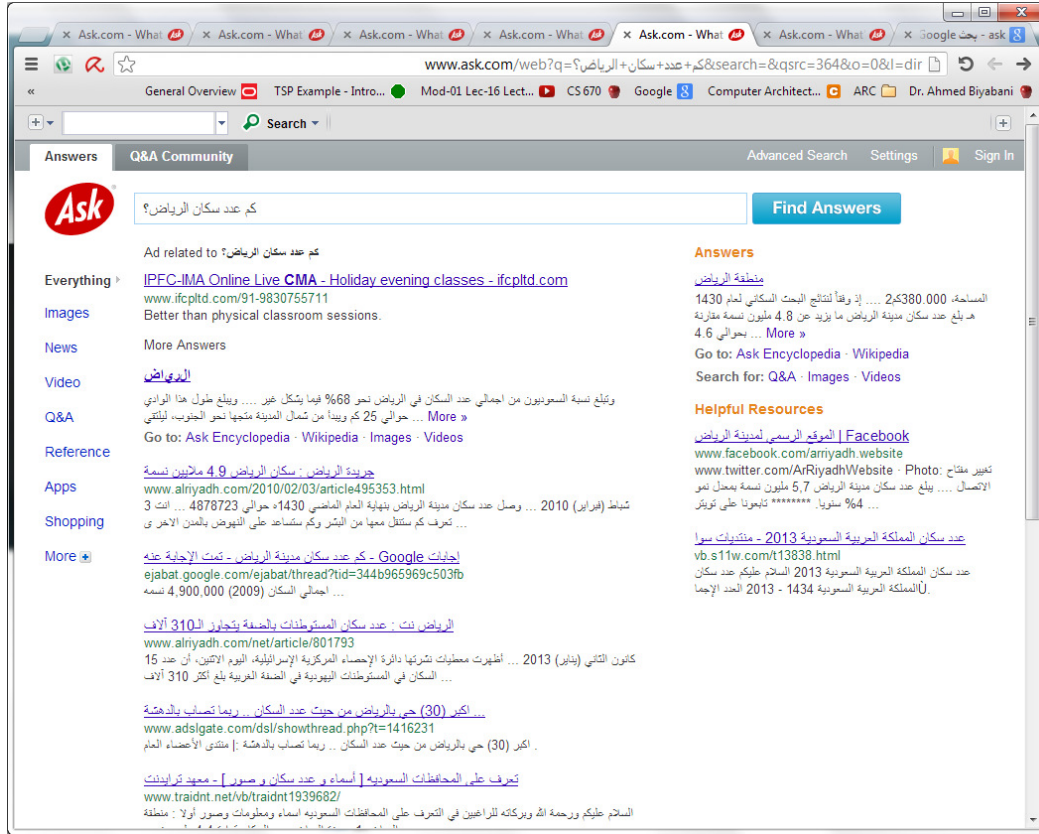 Ask.com - What
Ask.com - What
Ask.com - What
Ask.com - What
Ask.com - What
Ask.com - What
ask - بحث Google
www.ask.com/web?q=كم+عدد+سكان+الرياض؟&search=&qsrc=364&o=0&l=dir
«
General Overview
TSP Example - Intro...
Mod-01 Lec-16 Lect...
CS 670
Google
Computer Architect...
ARC
Dr. Ahmed Biyabani
Search
Answers
Q&A Community
Advanced Search
Settings
Sign In
Ask
كم عدد سكان الرياض؟
Find Answers
Everything
Images
News
Video
Q&A
Reference
Apps
Shopping
More
Ad related to كم عدد سكان الرياض؟
IPFC-IMA Online Live CMA - Holiday evening classes - ifcpltd.com
www.ifcpltd.com/91-9830755711
Better than physical classroom sessions.
More Answers
الرياض
وتبلغ نسبة السعوديون من اجمالي عدد السكان في الرياض نحو 68% فيما يشكل غير .... ويبلغ طول هذا الوادي
حوالي 25 كم ويبدأ من شمال المدينة متجها نحو الجنوب، ليلتقي ... More »
Go to: Ask Encyclopedia · Wikipedia · Images · Videos
جريدة الرياض : سكان الرياض 4.9 ملايين نسمة
www.alriyadh.com/2010/02/03/article495353.html
شباط (فبراير) 2010 ... وصل عدد سكان مدينة الرياض بنهاية العام الماضي 1430ه حوالي 4878723 ... انت 3
تعرف كم ستنقل معها من البشر وكم ستساعد على النهوض بالمدن الاخر ى ...
إجابات Google - كم عدد سكان مدينة الرياض - تمت الإجابة عنه
ejabat.google.com/ejabat/thread?tid=344b965969c503fb
اجمالي السكان (2009) 4,900,000 نسمه ...
الرياض نت : عدد سكان المستوطنات بالضفة يتجاوز الـ310 آلاف
www.alriyadh.com/net/article/801793
كانون الثاني (يناير) 2013 ... أظهرت معطيات نشرتها دائرة الإحصاء المركزية الإسرائيلية، اليوم الاثنين، أن عدد 15
السكان في المستوطنات اليهودية في الضفة الغربية بلغ أكثر 310 آلاف ...
اكبر (30) حي بالرياض من حيث عدد السكان .. ربما تصاب بالدهشة ...
www.adslgate.com/dsl/showthread.php?t=1416231
اكبر (30) حي بالرياض من حيث عدد السكان .. ربما تصاب بالدهشة :| منتدى الأعضاء العام .
تعرف على المحافظات السعوديه [ أسماء و عدد سكان و صور ] - معهد ترايدنت
www.traidnt.net/vb/traidnt1939682/
السلام عليكم ورحمة الله وبركاته للراغبين في التعرف على المحافظات السعوديه اسماء ومعلومات وصور أولا : منطقة
Answers
منطقة الرياض
المساحة، 380.000كم2 .... إذ وفقاً لنتائج البحث السكاني لعام 1430
هـ بلغ عدد سكان مدينة الرياض ما يزيد عن 4.8 مليون نسمة مقارنة
بحوالي 4.6 ... More »
Go to: Ask Encyclopedia · Wikipedia
Search for: Q&A · Images · Videos
Helpful Resources
الموقع الرسمي لمدينة الرياض | Facebook
www.facebook.com/arriyadh.website
www.twitter.com/ArRiyadhWebsite · Photo: تغيير مفتاح
الاتصال .... يبلغ عدد سكان مدينة الرياض 5,7 مليون نسمة بمعدل نمو
4% سنويا. ******** تابعونا على تويتر ...
عدد سكان المملكة العربية السعودية 2013 - منتديات سوا
vb.s11w.com/t13838.html
عدد سكان المملكة العربية السعودية 2013 السلام عليكم عدد سكان
المملكة العربية السعودية 1434 - 2013 العدد الإجما